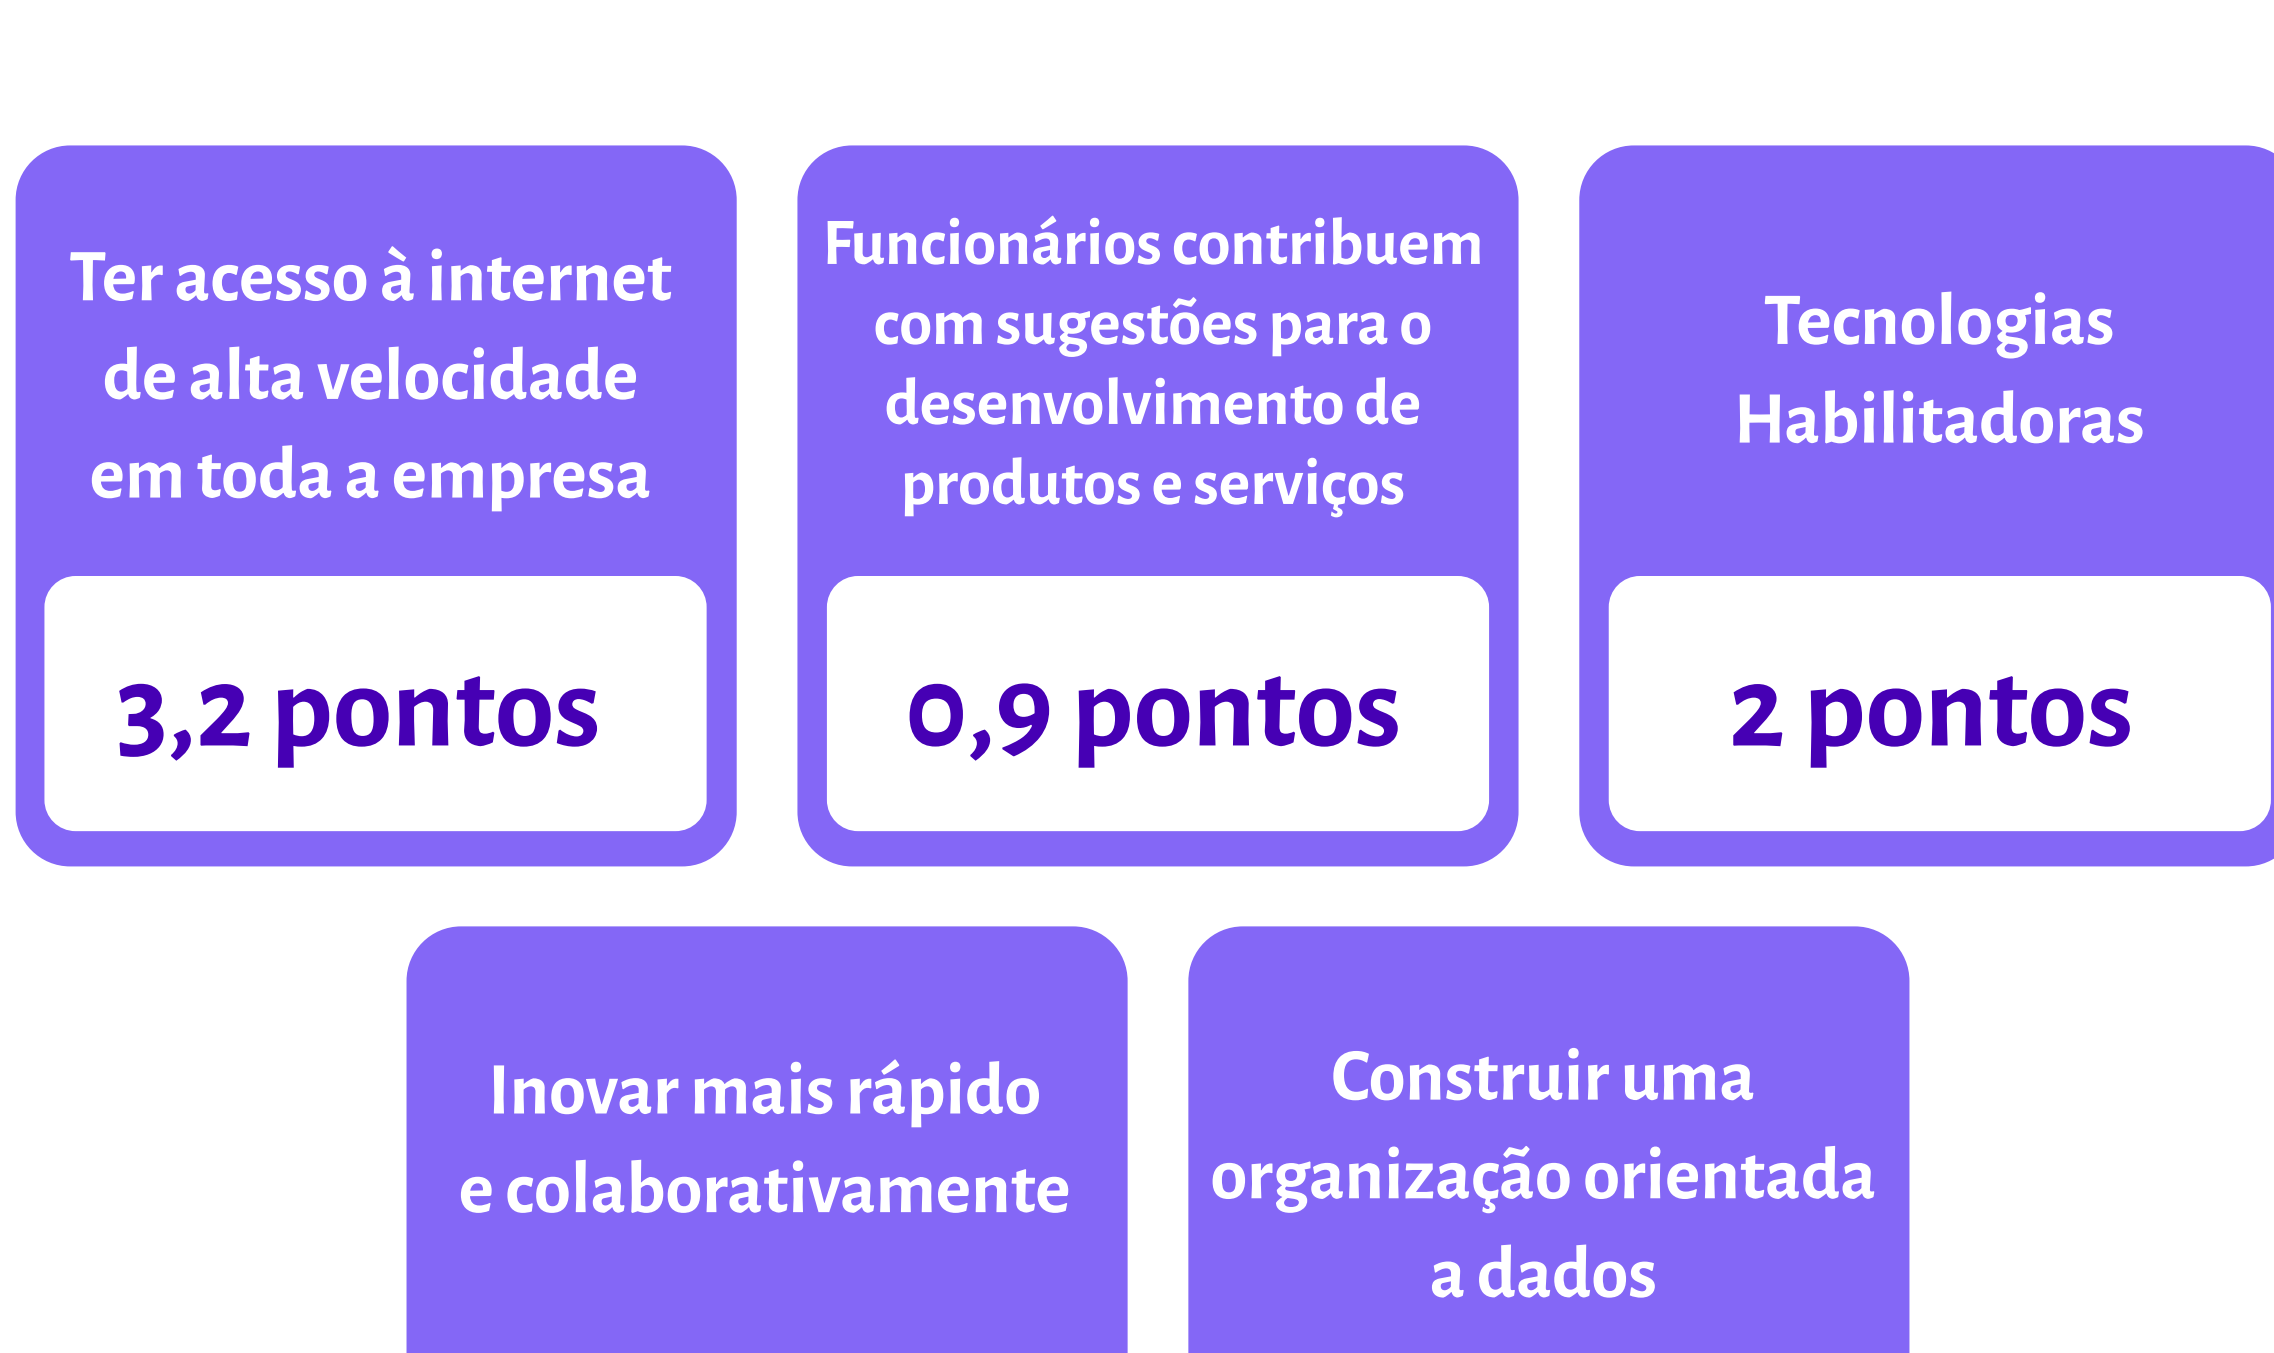 Ter acesso à internet
de alta velocidade
em toda a empresa
3,2 pontos
Funcionários contribuem
com sugestões para o
desenvolvimento de
produtos e serviços
0,9 pontos
Tecnologias
Habilitadoras
2 pontos
Inovar mais rápido
e colaborativamente
Construir uma
organização orientada
a dados